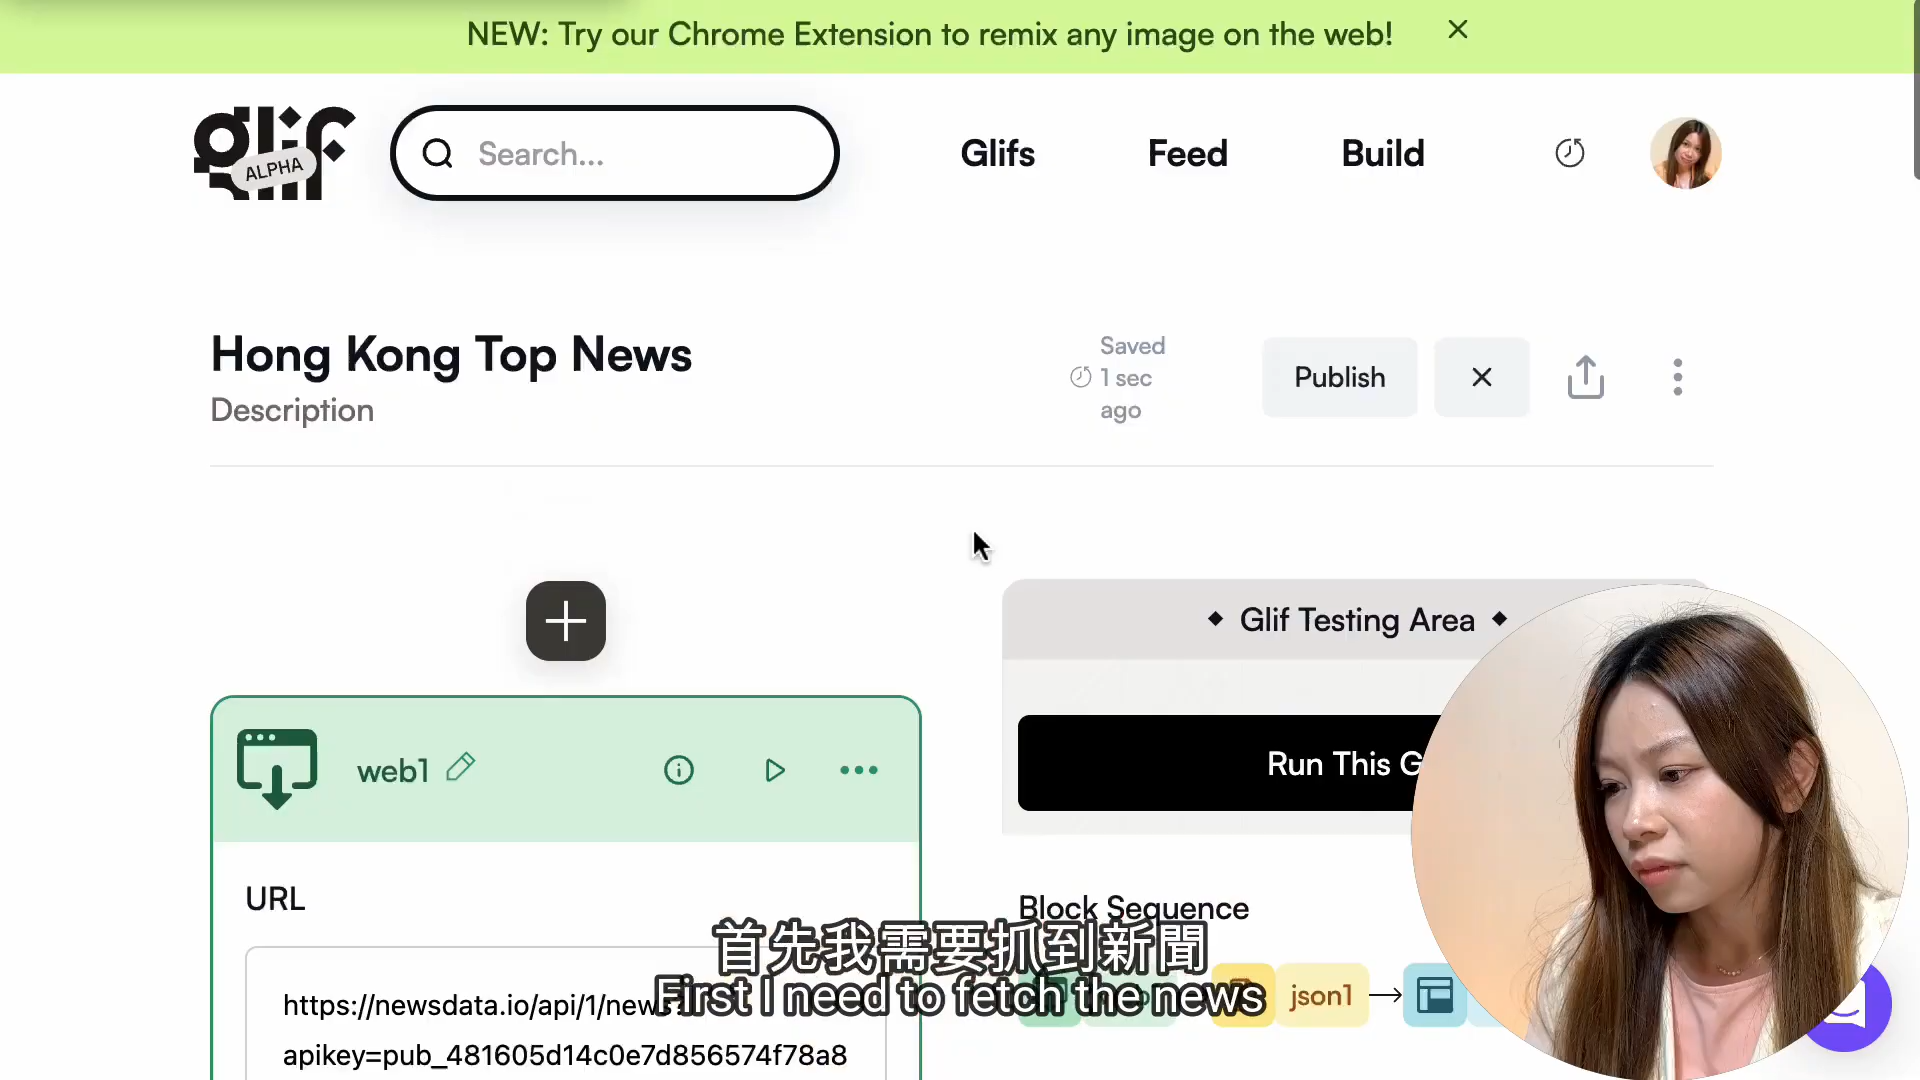 NEW: Try our Chrome Extension to remix any image on the web!
glif
ALPHA
Search...
Glifs
Feed
Build
Hong Kong Top News
Description
Saved
1 sec
ago
Publish
Glif Testing Area
web1
Run This G
URL
Block Sequence
首先我需要抓到新聞
First I need to fetch the news
json1
https://newsdata.io/api/1/news
apikey=pub_481605d14c0e7d856574f78a8